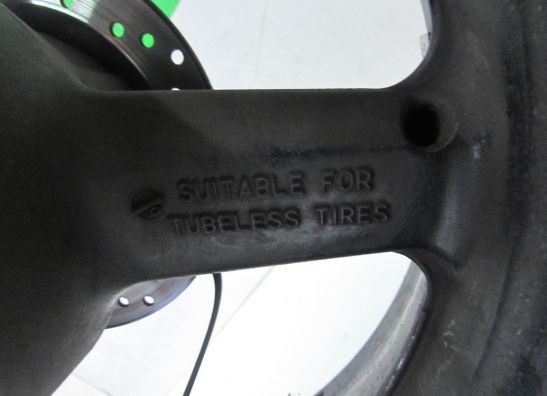 SUITABLE FOR
TUBELESS TIRES